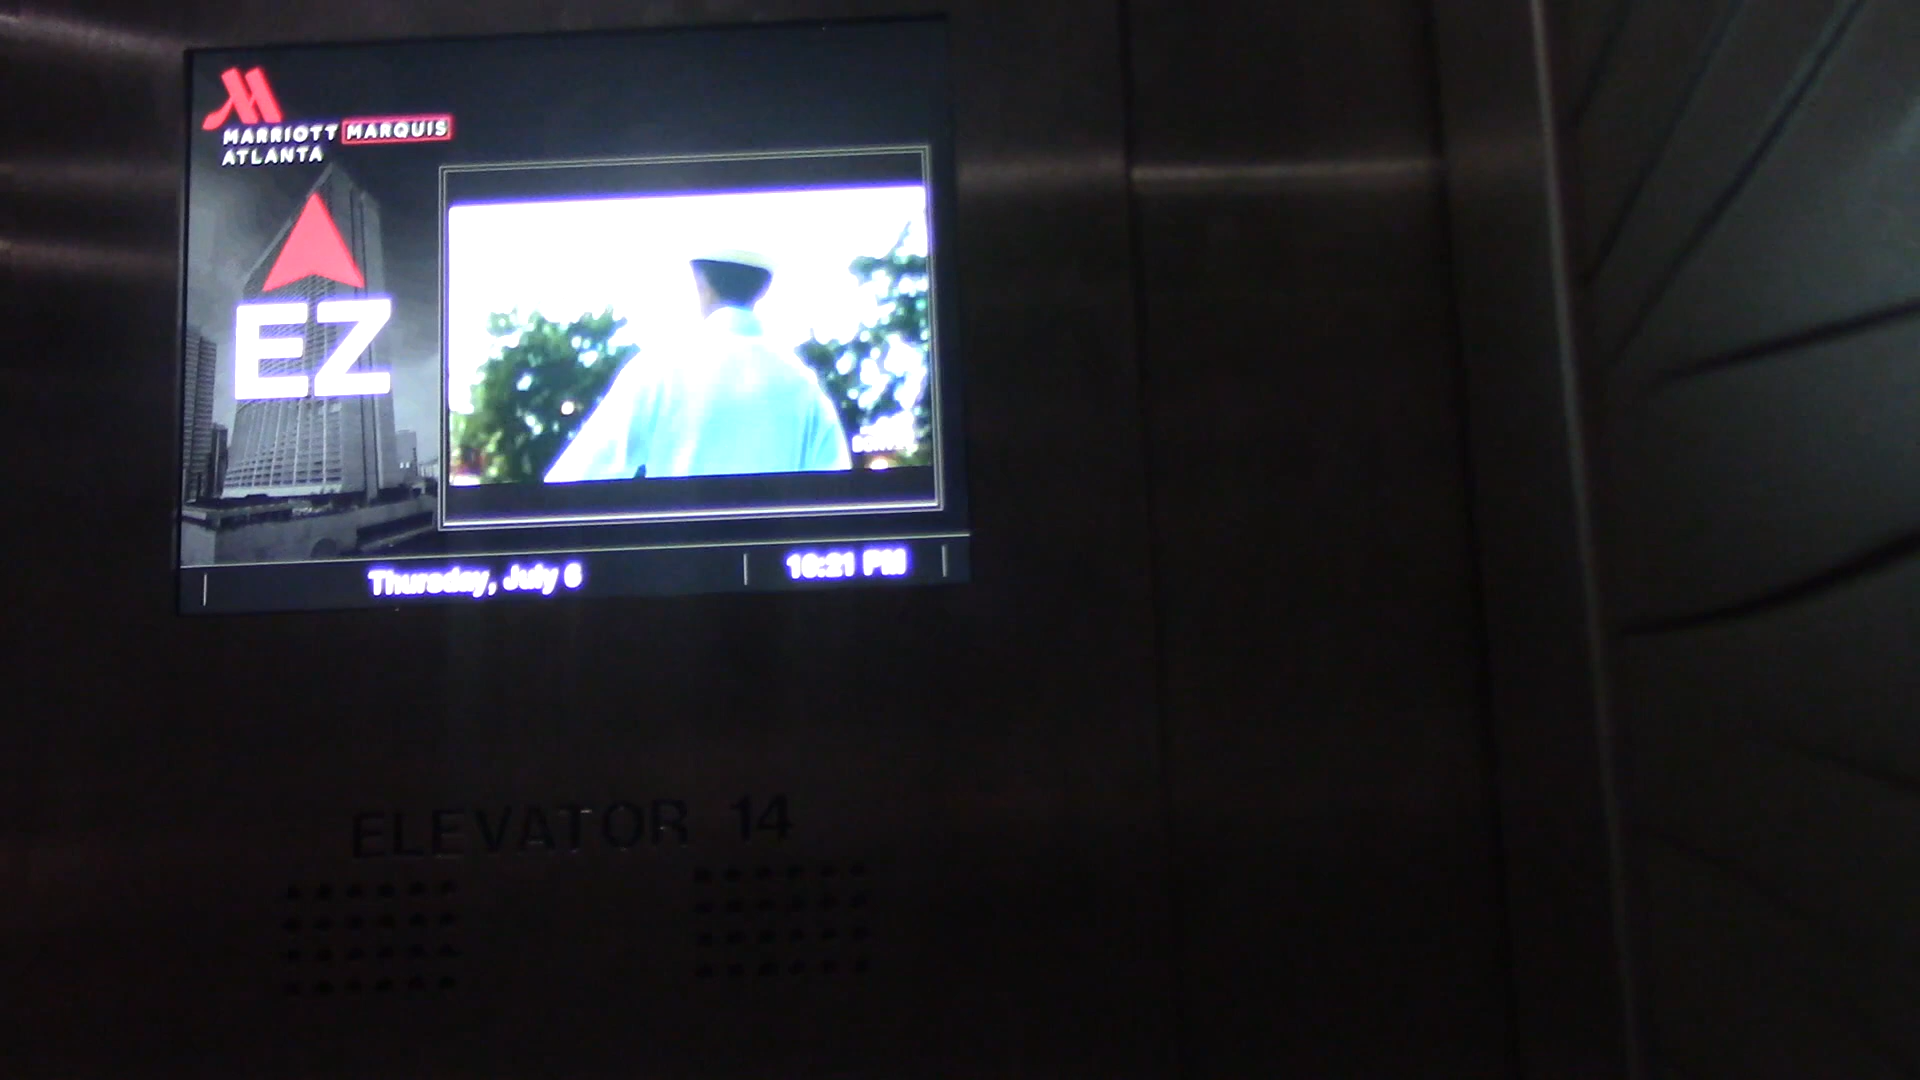 MARRIOTT MARQUIS
ATLANTA
EZ
Thursday, July 6
10:21 PM
ELEVATOR 14